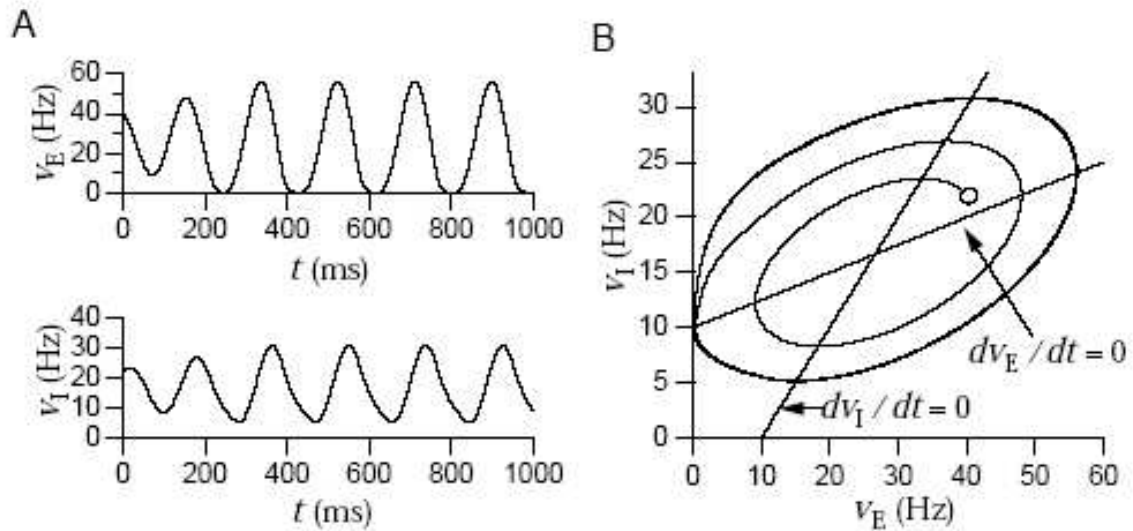 A
60
40
20
0
v_E (Hz)
0 200 400 600 800 1000
t (ms)
40
30
20
10
0
v_I (Hz)
0 200 400 600 800 1000
t (ms)
B
30
25
20
15
10
5
0
v_I (Hz)
dv_E / dt = 0
dv_I / dt = 0
0 10 20 30 40 50 60
v_E (Hz)